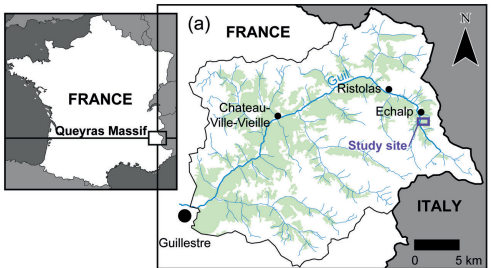 FRANCE
Queyras Massif
(a)
FRANCE
N
Guil
Ristolas
Chateau-
Ville-Vieille
Echalp
Study site
ITALY
Guillestre
0
5 km